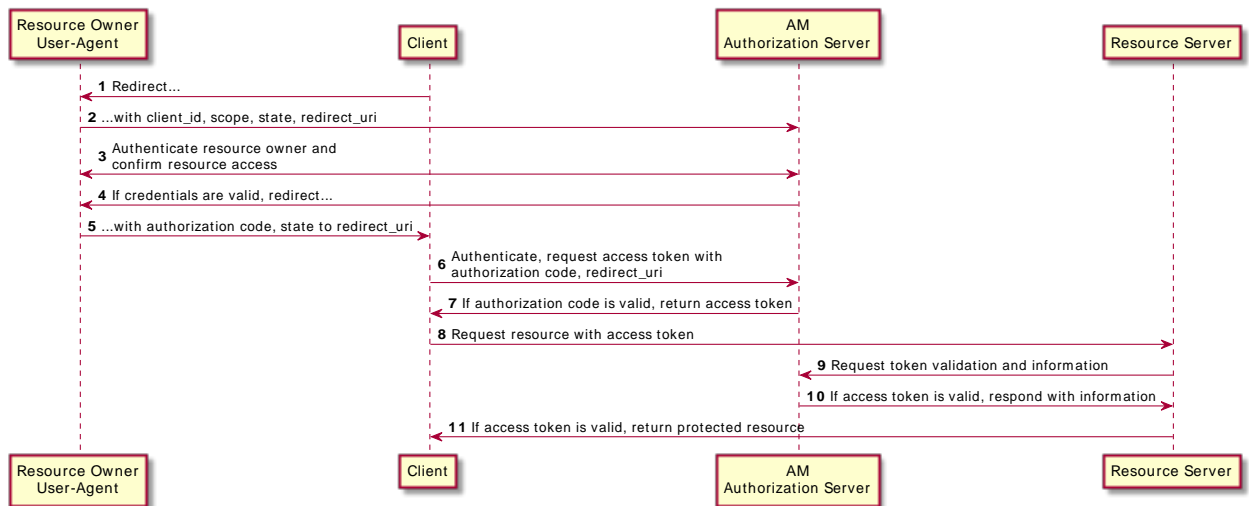 Resource Owner
User-Agent
Client
AM
Authorization Server
Resource Server
1 Redirect...
2 ...with client_id, scope, state, redirect_uri
3 Authenticate resource owner and
confirm resource access
4 If credentials are valid, redirect...
5 ...with authorization code, state to redirect_uri
6 Authenticate, request access token with
authorization code, redirect_uri
7 If authorization code is valid, return access token
8 Request resource with access token
9 Request token validation and information
10 If access token is valid, respond with information
11 If access token is valid, return protected resource
Resource Owner
User-Agent
Client
AM
Authorization Server
Resource Server